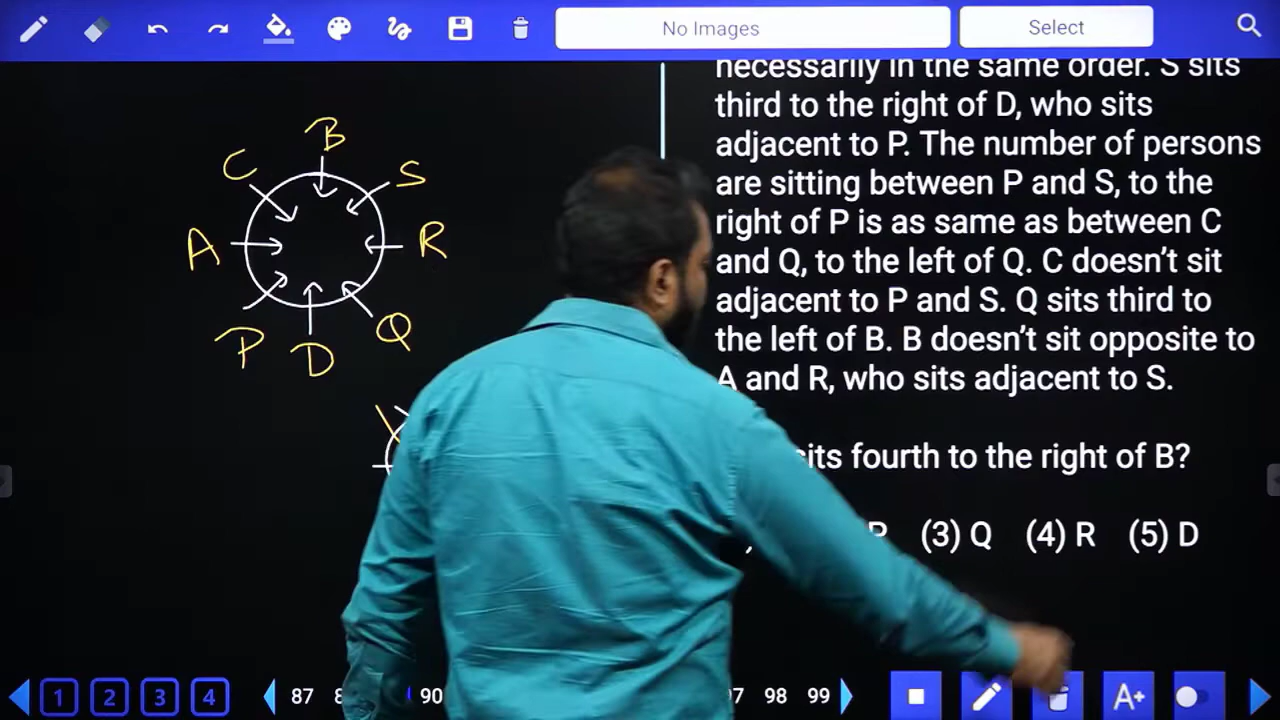 No Images
Select
necessarily in the same order. S sits
third to the right of D, who sits
adjacent to P. The number of persons
are sitting between P and S, to the
right of P is as same as between C
and Q, to the left of Q. C doesn't sit
adjacent to P and S. Q sits third to
the left of B. B doesn't sit opposite to
A and R, who sits adjacent to S.
sits fourth to the right of B?
(3) Q (4) R (5) D
B
C
S
A
R
P
D
Q
1 2 3 4
87
90
98 99
A+